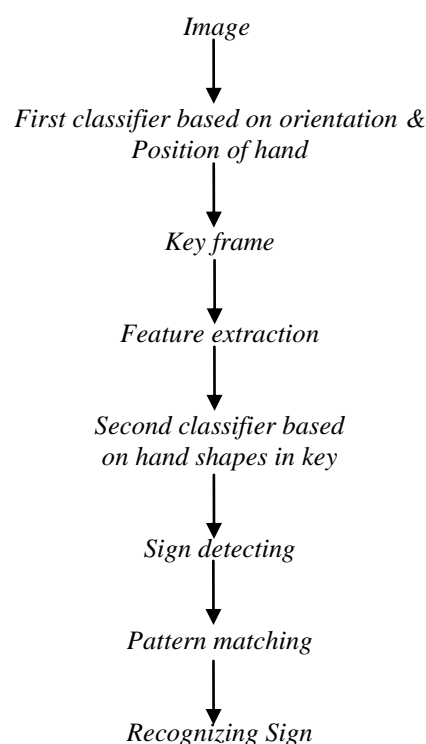 Image
First classifier based on orientation &
Position of hand
Key frame
Feature extraction
Second classifier based
on hand shapes in key
Sign detecting
Pattern matching
Recognizing Sign